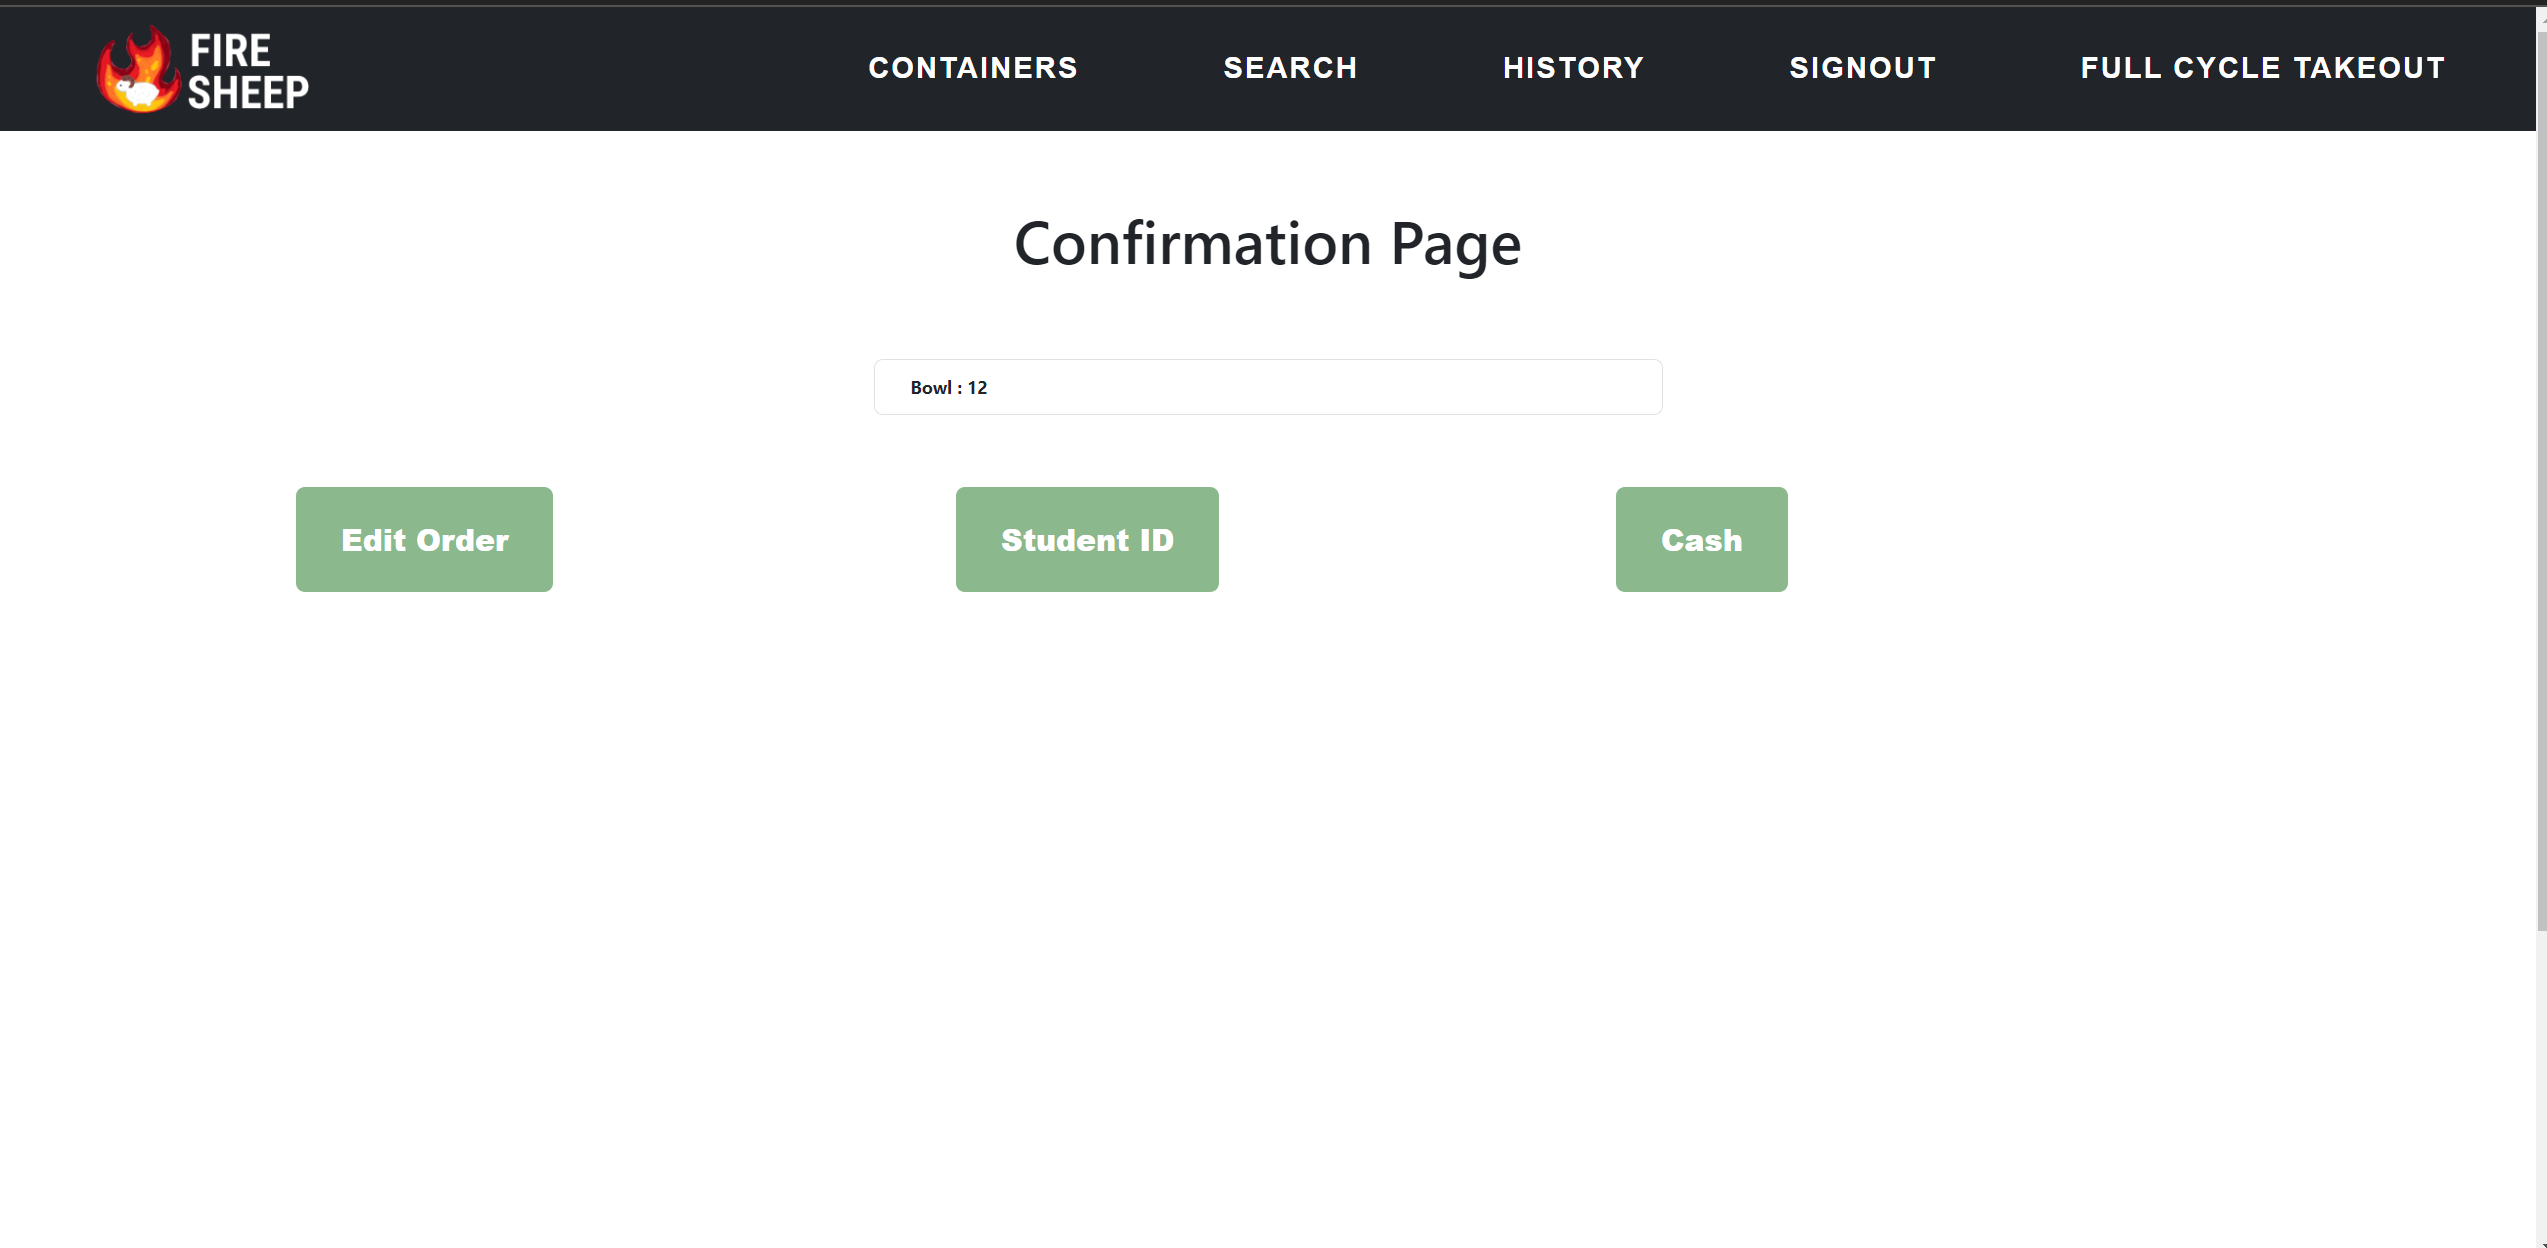 FIRE
SHEEP
CONTAINERS SEARCH HISTORY SIGNOUT FULL CYCLE TAKEOUT
Confirmation Page
Bowl : 12
Edit Order Student ID Cash